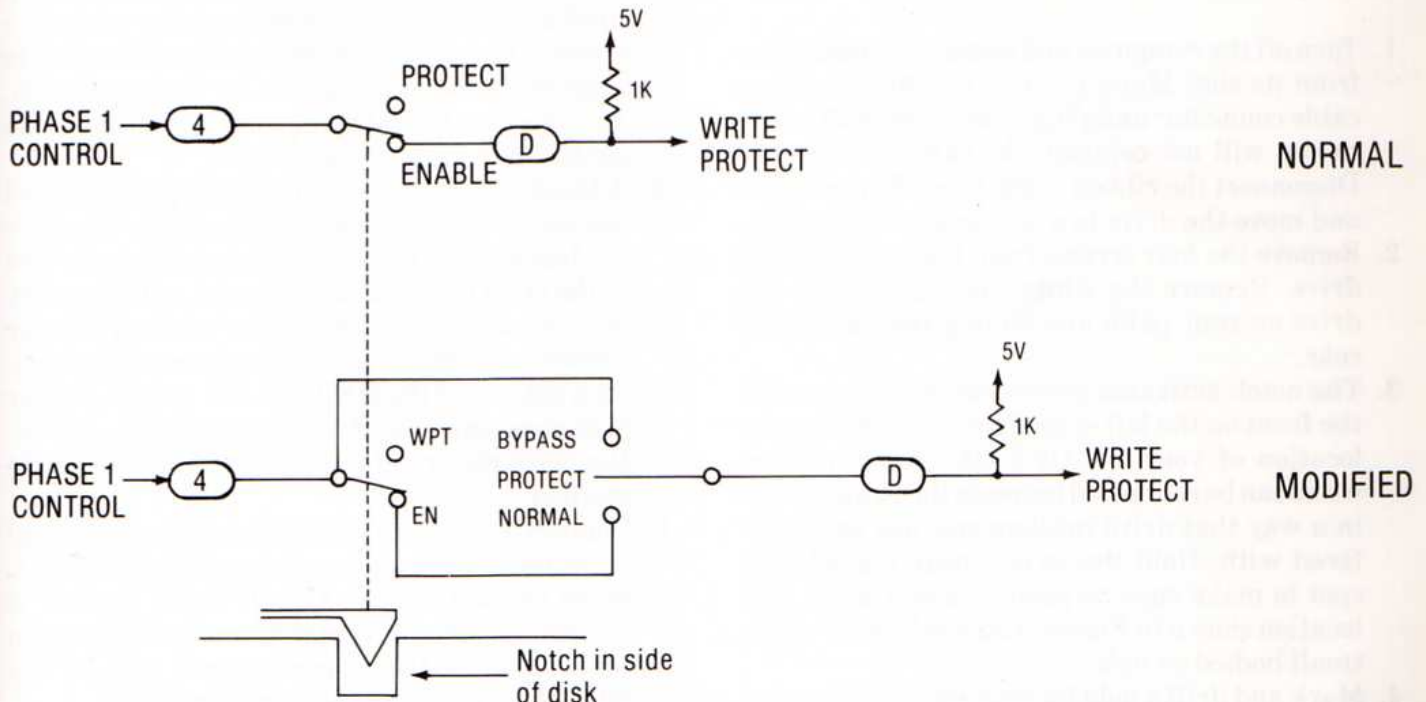 5V
1K
PROTECT
PHASE 1
CONTROL
4
D
ENABLE
WRITE
PROTECT
NORMAL
5V
1K
WPT
BYPASS
PHASE 1
CONTROL
4
PROTECT
EN
NORMAL
D
WRITE
PROTECT
MODIFIED
Notch in side
of disk